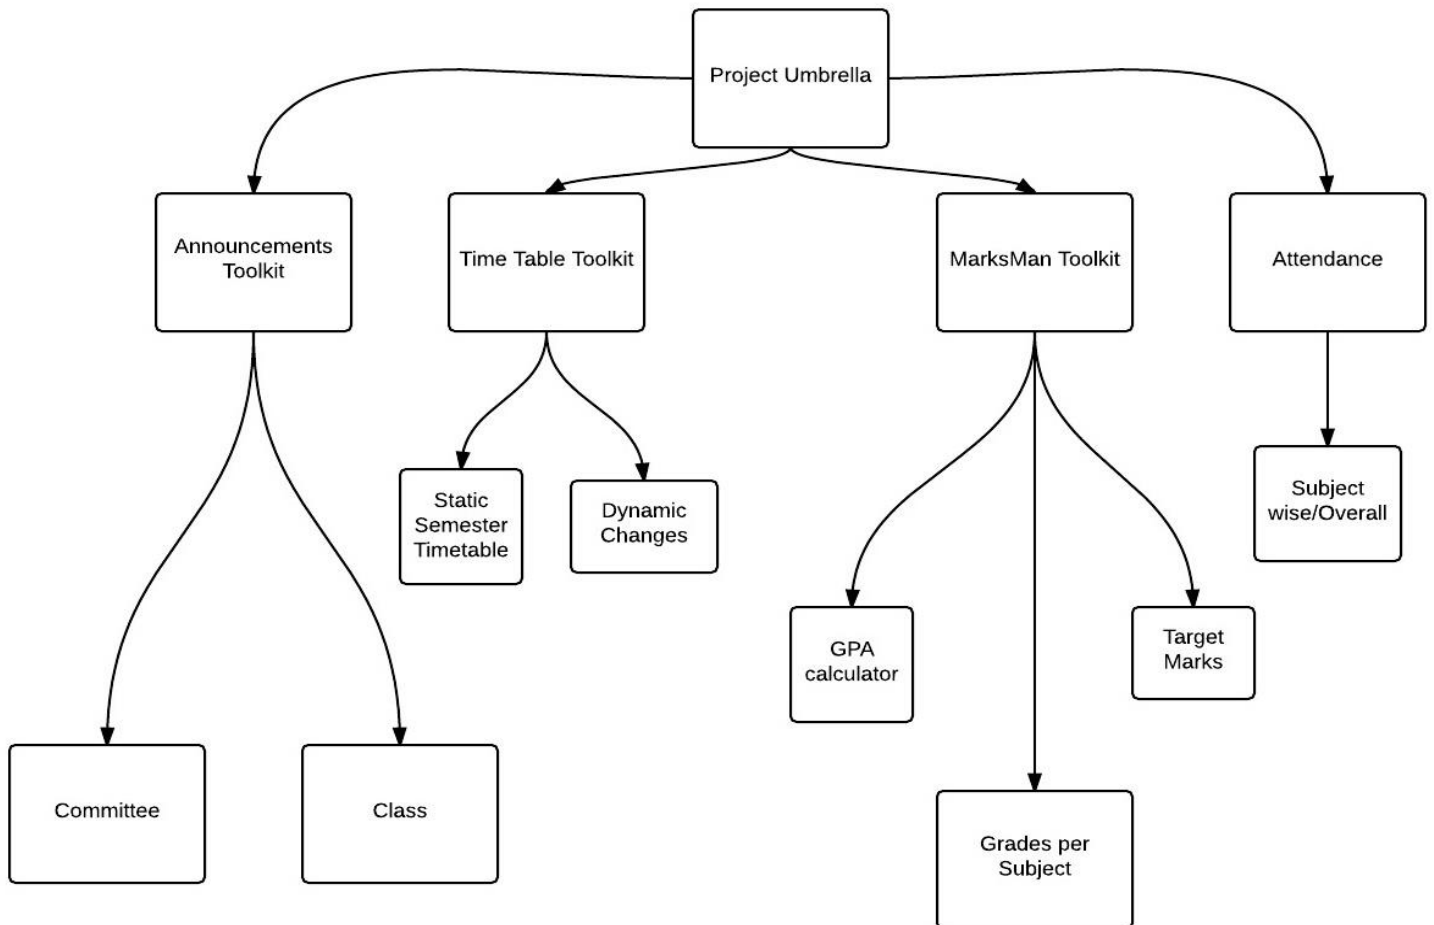 Project Umbrella
Announcements
Toolkit
Time Table Toolkit
MarksMan Toolkit
Attendance
Static
Semester
Timetable
Dynamic
Changes
Subject
wise/Overall
GPA
calculator
Target
Marks
Committee
Class
Grades per
Subject